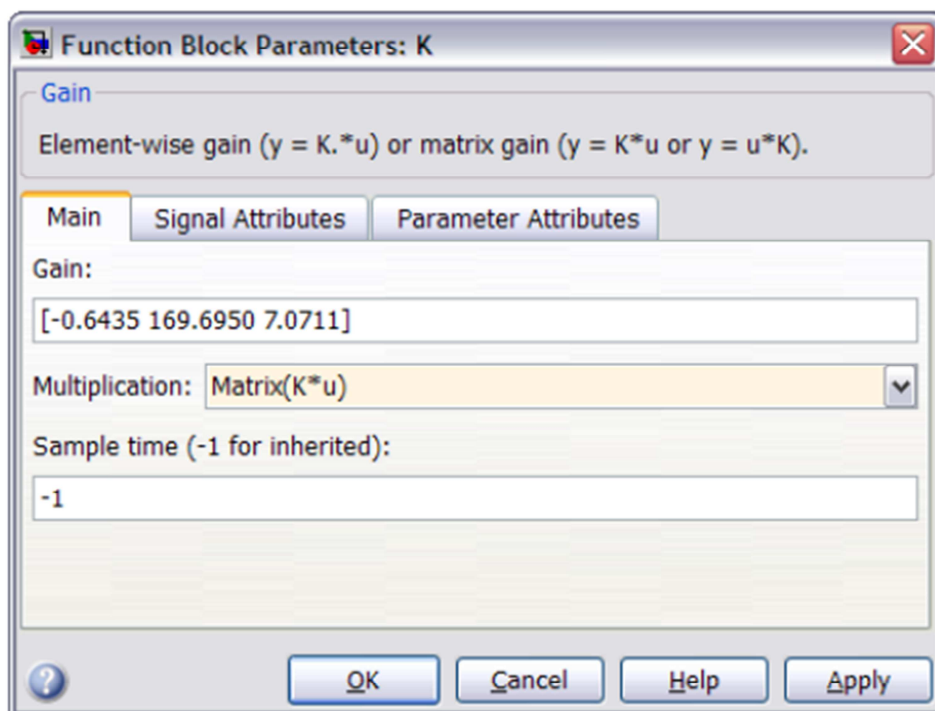 Function Block Parameters: K
Gain
Element-wise gain (y = K.*u) or matrix gain (y = K*u or y = u*K).
Main Signal Attributes Parameter Attributes
Gain:
[-0.6435 169.6950 7.0711]
Multiplication: Matrix(K*u)
Sample time (-1 for inherited):
-1
? OK Cancel Help Apply